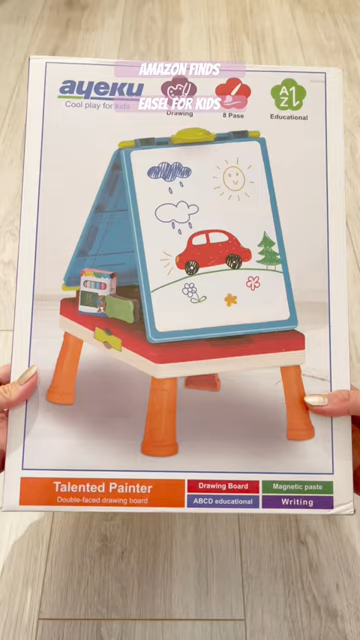 AMAZON FINDS
EASEL FOR KIDS
ayeku
Cool play for kids
Drawing
8 Pase
A Z
Educational
Talented Painter
Double-faced drawing board
Drawing Board
Magnetic paste
ABCD educational
Writing